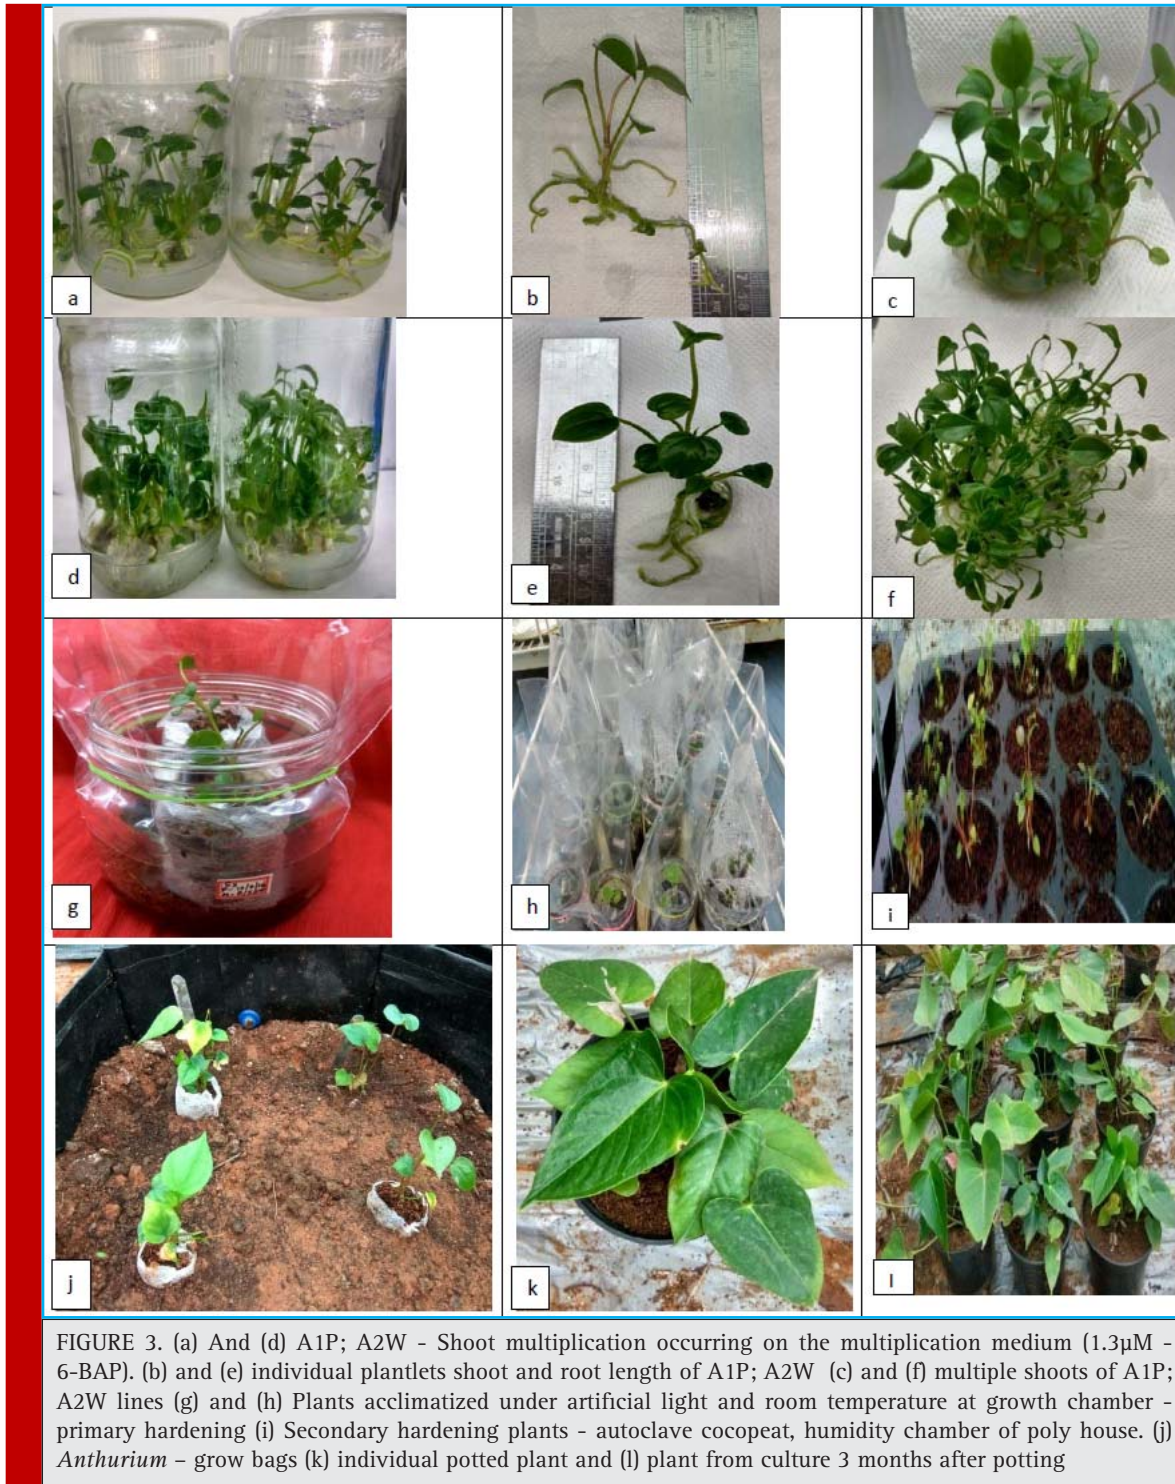 a
b
c
d
e
f
g
h
i
j
k
l
FIGURE 3. (a) And (d) A1P; A2W - Shoot multiplication occurring on the multiplication medium (1.3µM -
6-BAP). (b) and (e) individual plantlets shoot and root length of A1P; A2W (c) and (f) multiple shoots of A1P;
A2W lines (g) and (h) Plants acclimatized under artificial light and room temperature at growth chamber -
primary hardening (i) Secondary hardening plants - autoclave cocopeat, humidity chamber of poly house. (j)
Anthurium – grow bags (k) individual potted plant and (l) plant from culture 3 months after potting